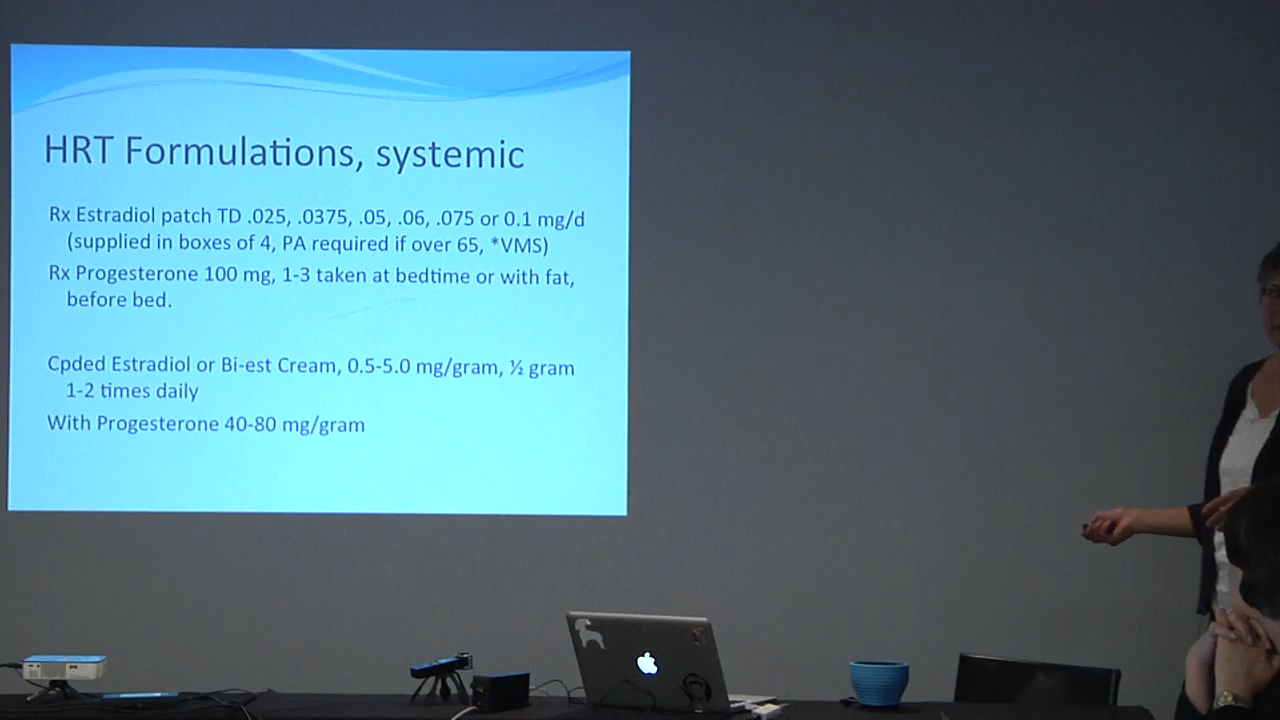 HRT Formulations, systemic
Rx Estradiol patch TD .025, .0375, .05, .06, .075 or 0.1 mg/d
(supplied in boxes of 4, PA required if over 65, *VMS)
Rx Progesterone 100 mg, 1-3 taken at bedtime or with fat,
before bed.
Cpded Estradiol or Bi-est Cream, 0.5-5.0 mg/gram, ½ gram
1-2 times daily
With Progesterone 40-80 mg/gram